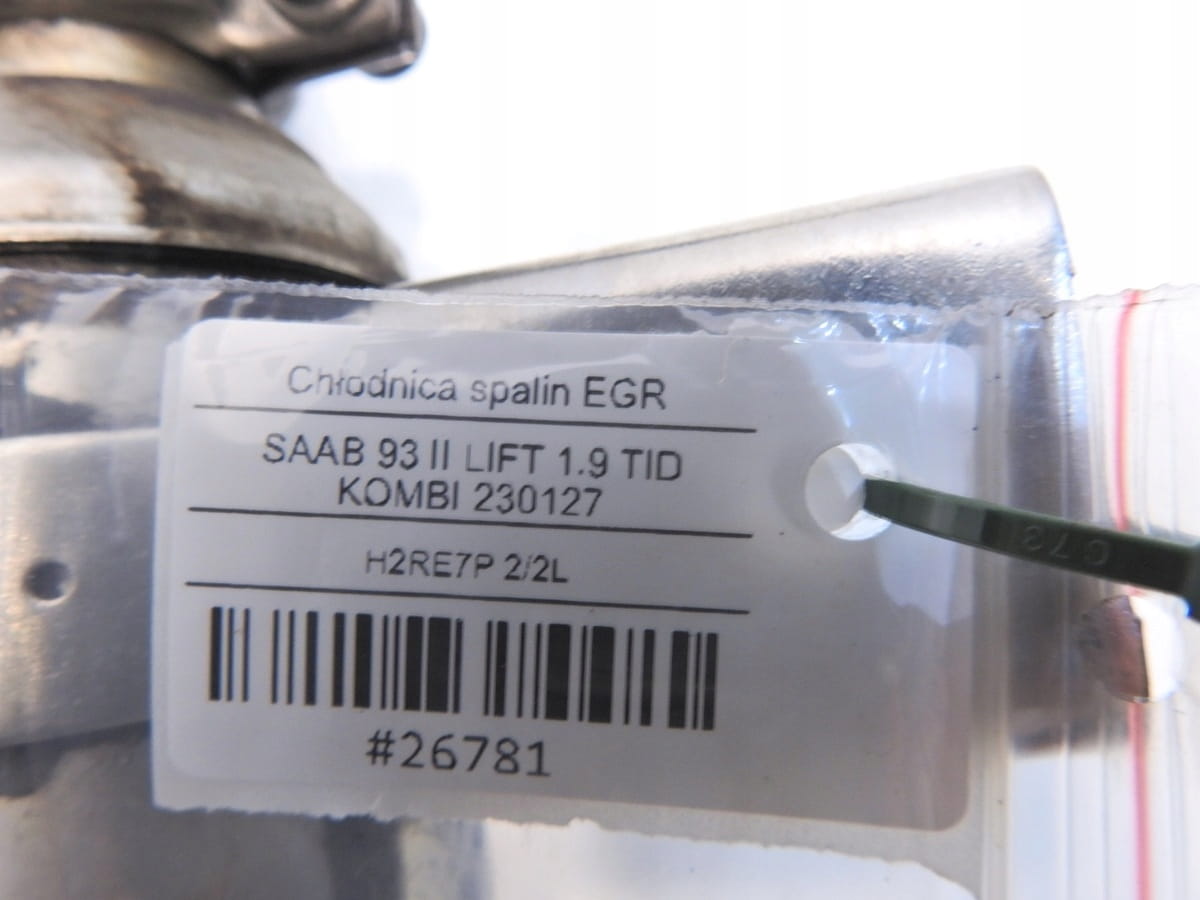 Chłodnica spalin EGR
SAAB 93 II LIFT 1.9 TID
KOMBI 230127
H2RE7P 2/2L
#26781